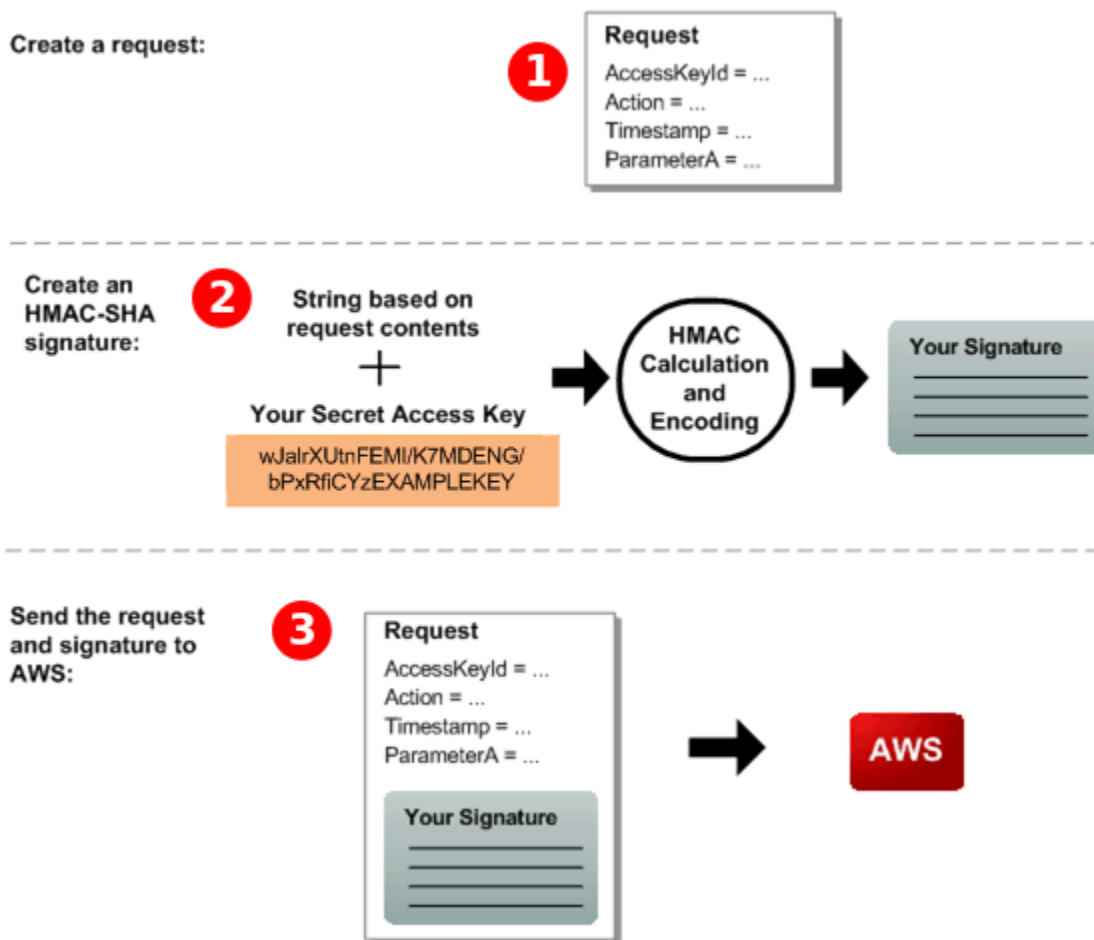 Create a request:
1
Request
AccessKeyId = ...
Action = ...
Timestamp = ...
ParameterA = ...
Create an
HMAC-SHA
signature:
2
String based on
request contents
+
Your Secret Access Key
wJalrXUtnFEMI/K7MDENG/
bPxRfiCYzEXAMPLEKEY
HMAC
Calculation
and
Encoding
Your Signature
Send the request
and signature to
AWS:
3
Request
AccessKeyId = ...
Action = ...
Timestamp = ...
ParameterA = ...
Your Signature
AWS